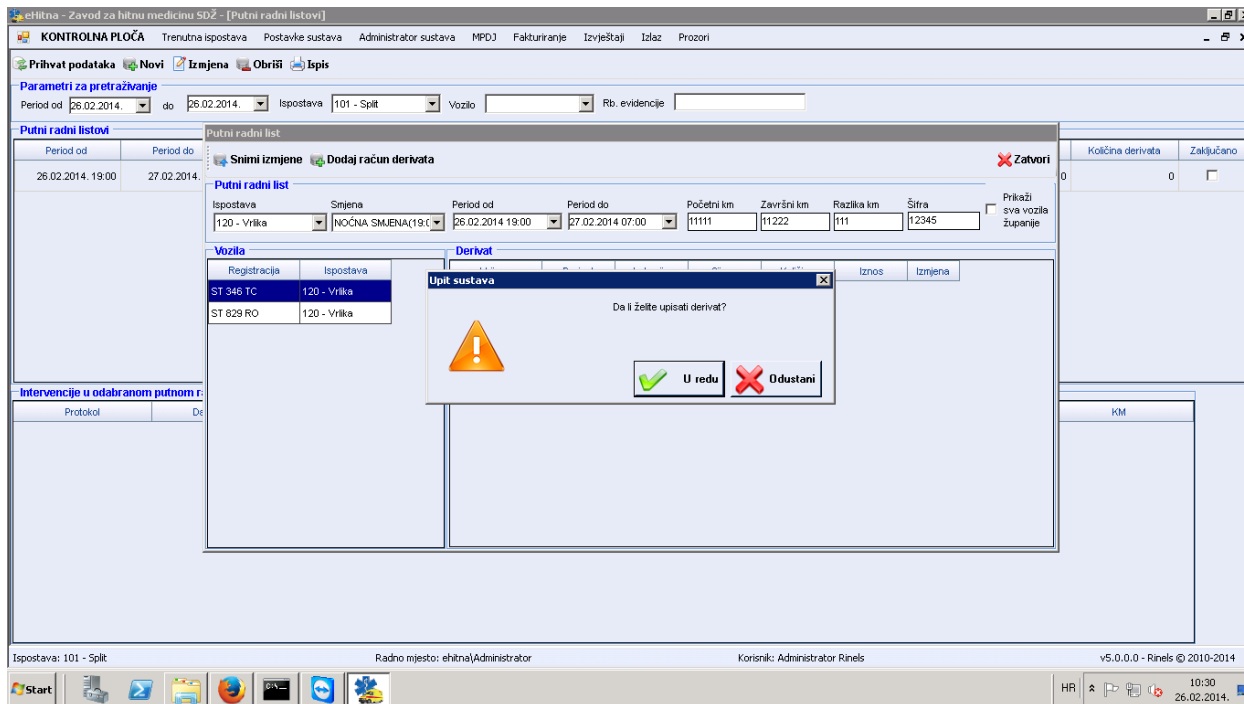 eHitna - Zavod za hitnu medicinu SDŽ - [Putni radni listovi]
KONTROLNA PLOČA Trenutna ispostava Postavke sustava Administrator sustava MPDJ Fakturiranje Izvještaji Izlaz Prozori
Prihvat podataka Novi Izmjena Obriši Ispis
Parametri za pretraživanje
Period od 26.02.2014. do 26.02.2014. Ispostava 101 - Split Vozilo Rb. evidencije
Putni radni listovi
Period od Period do Količina derivata Zaključano
26.02.2014. 19:00 27.02.2014. 0 0
Putni radni list
Snimi izmjene Dodaj račun derivata Zatvori
Putni radni list
Ispostava Smjena Period od Period do Početni km Završni km Razlika km Šifra Prikaži
sva vozila
županije
120 - Vrlika NOĆNA SMJENA(19:0 26.02.2014 19:00 27.02.2014 07:00 11111 11222 111 12345
Vozila
Registracija Ispostava
ST 346 TC 120 - Vrlika
ST 829 RO 120 - Vrlika
Derivat
Iznos Izmjena
Upit sustava
Da li želite upisati derivat?
U redu Odustani
Intervencije u odabranom putnom
Protokol KM
Ispostava: 101 - Split Radno mjesto: ehitna\Administrator Korisnik: Administrator Rinels v5.0.0.0 - Rinels © 2010-2014
Start HR 10:30
26.02.2014.